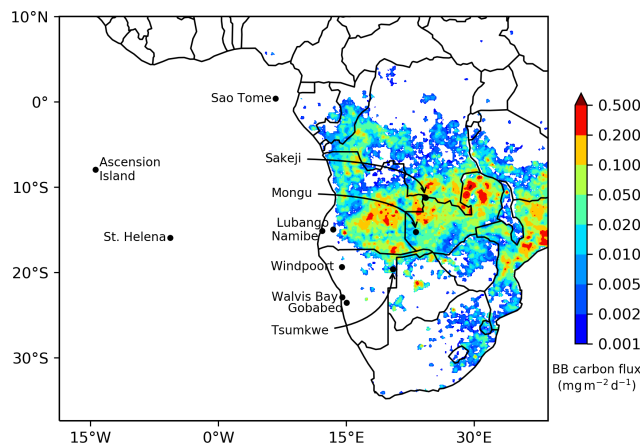 10°N
0°
10°S
20°S
30°S
15°W
0°W
15°E
30°E
Sao Tome
Ascension
Island
St. Helena
Sakeji
Mongu
Lubango
Namibe
Windpoort
Walvis Bay
Gobabeb
Tsumkwe
0.500
0.200
0.100
0.050
0.020
0.010
0.005
0.002
0.001
BB carbon flux
(mg m⁻² d⁻¹)